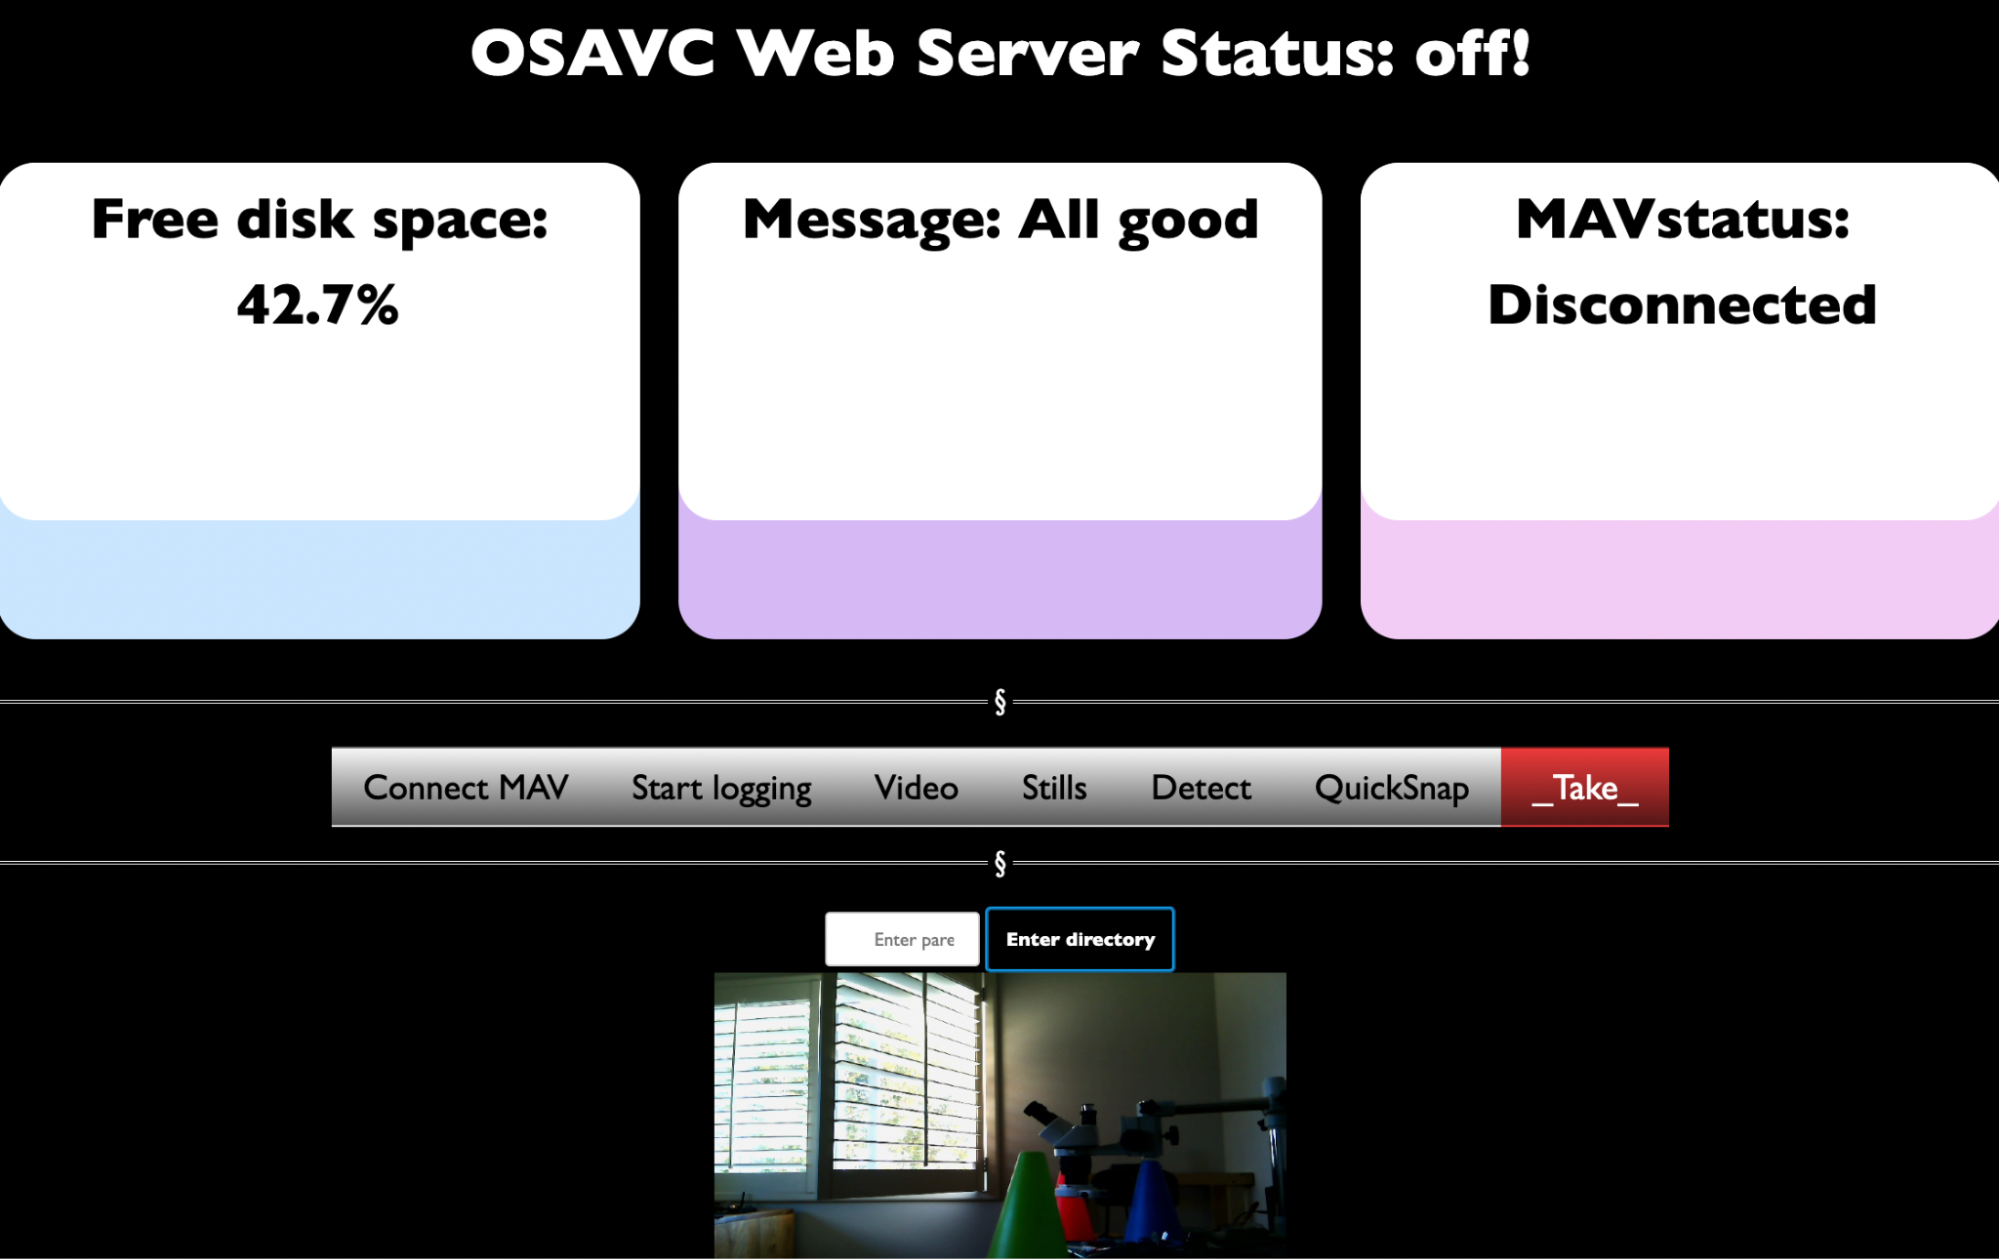 OSAVC Web Server Status: off!
Free disk space:
42.7%
Message: All good
MAVstatus:
Disconnected
§
Connect MAV Start logging Video Stills Detect QuickSnap _Take_
§
Enter pare Enter directory